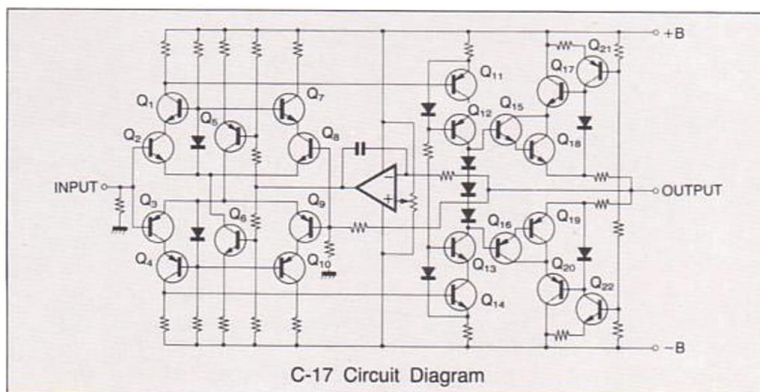 +B
Q21
Q17
Q11
Q1
Q7
Q12
Q15
Q5
Q2
Q8
Q18
+
INPUT
OUTPUT
Q3
Q6
Q9
Q16
Q19
Q4
Q10
Q13
Q20
Q22
Q14
−B
C-17 Circuit Diagram